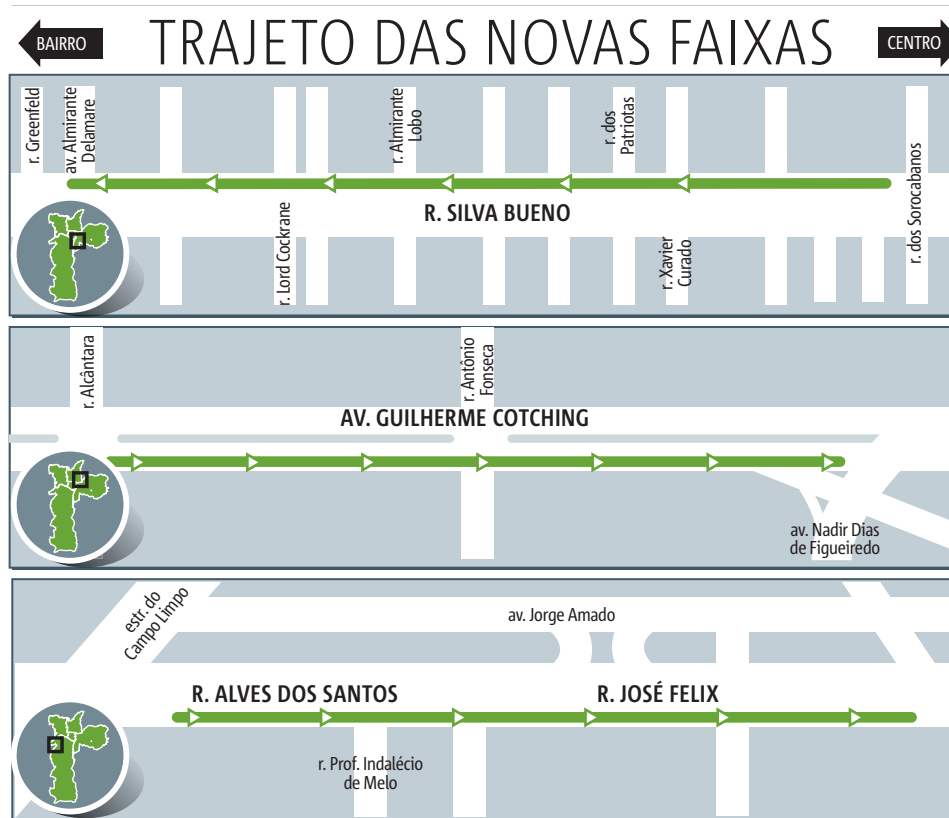 BAIRRO
TRAJETO DAS NOVAS FAIXAS
CENTRO
r. Greenfeld
av. Almirante
Delamare
r. Almirante
Lobo
r. dos
Patriotas
r. dos Sorocabanos
R. SILVA BUENO
r. Lord Cockrane
r. Xavier
Curado
r. Alcântara
r. Antônio
Fonseca
AV. GUILHERME COTCHING
av. Nadir Dias
de Figueiredo
estr. do
Campo Limpo
av. Jorge Amado
R. ALVES DOS SANTOS
R. JOSÉ FELIX
r. Prof. Indalécio
de Melo